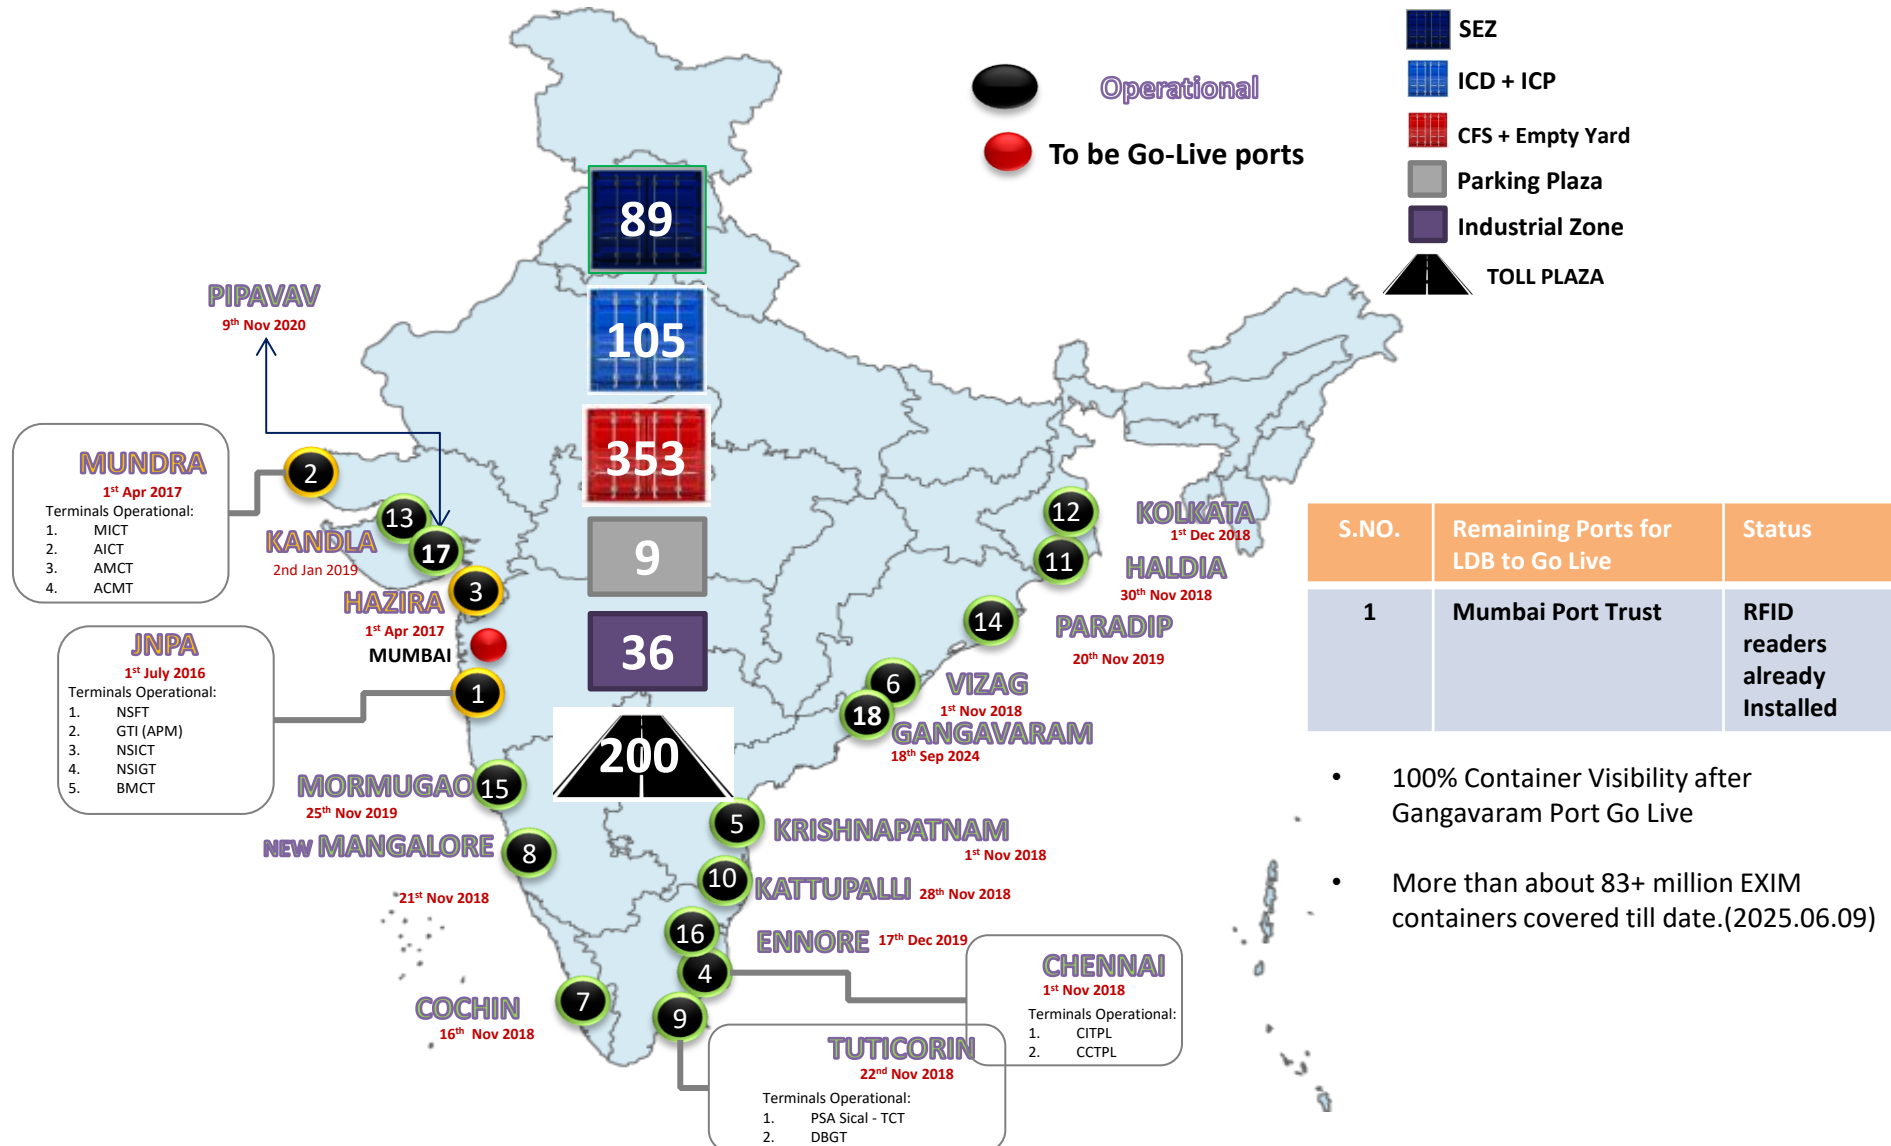 SEZ
ICD + ICP
CFS + Empty Yard
Parking Plaza
Industrial Zone
TOLL PLAZA
Operational
To be Go-Live ports
89
105
353
9
36
200
PIPAVAV
9th Nov 2020
MUNDRA
1st Apr 2017
Terminals Operational:
1. MICT
2. AICT
3. AMCT
4. ACMT
2
13
KANDLA
2nd Jan 2019
17
HAZIRA
1st Apr 2017
3
MUMBAI
JNPA
1st July 2016
Terminals Operational:
1. NSFT
2. GTI (APM)
3. NSICT
4. NSIGT
5. BMCT
1
MORMUGAO
25th Nov 2019
15
NEW MANGALORE
21st Nov 2018
8
COCHIN
16th Nov 2018
7
12
KOLKATA
1st Dec 2018
11
HALDIA
30th Nov 2018
14
PARADIP
20th Nov 2019
6
VIZAG
1st Nov 2018
18
GANGAVARAM
18th Sep 2024
5
KRISHNAPATNAM
1st Nov 2018
10
KATTUPALLI 28th Nov 2018
16
ENNORE 17th Dec 2019
4
CHENNAI
1st Nov 2018
Terminals Operational:
1. CITPL
2. CCTPL
9
TUTICORIN
22nd Nov 2018
Terminals Operational:
1. PSA Sical - TCT
2. DBGT
S.NO. Remaining Ports for Status
LDB to Go Live
1 Mumbai Port Trust RFID
readers
already
Installed
• 100% Container Visibility after
Gangavaram Port Go Live
• More than about 83+ million EXIM
containers covered till date.(2025.06.09)